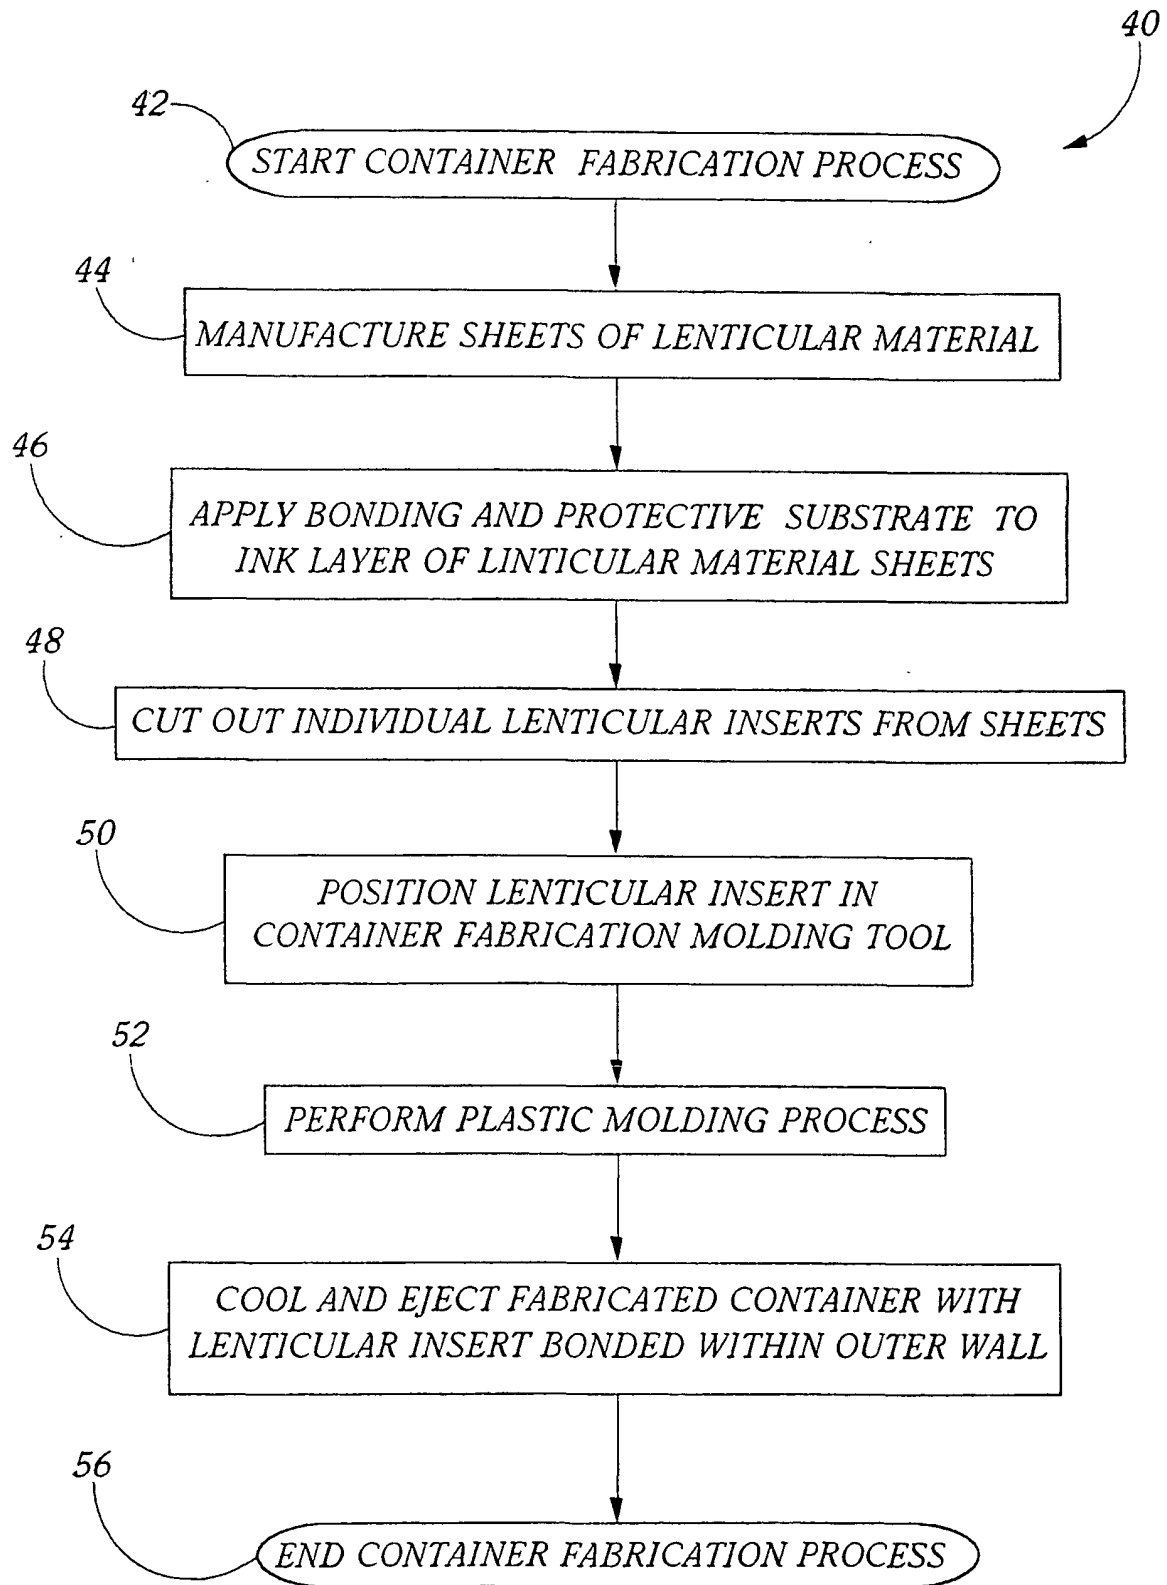 40
42
START CONTAINER FABRICATION PROCESS
44
MANUFACTURE SHEETS OF LENTICULAR MATERIAL
46
APPLY BONDING AND PROTECTIVE SUBSTRATE TO
INK LAYER OF LINTICULAR MATERIAL SHEETS
48
CUT OUT INDIVIDUAL LENTICULAR INSERTS FROM SHEETS
50
POSITION LENTICULAR INSERT IN
CONTAINER FABRICATION MOLDING TOOL
52
PERFORM PLASTIC MOLDING PROCESS
54
COOL AND EJECT FABRICATED CONTAINER WITH
LENTICULAR INSERT BONDED WITHIN OUTER WALL
56
END CONTAINER FABRICATION PROCESS